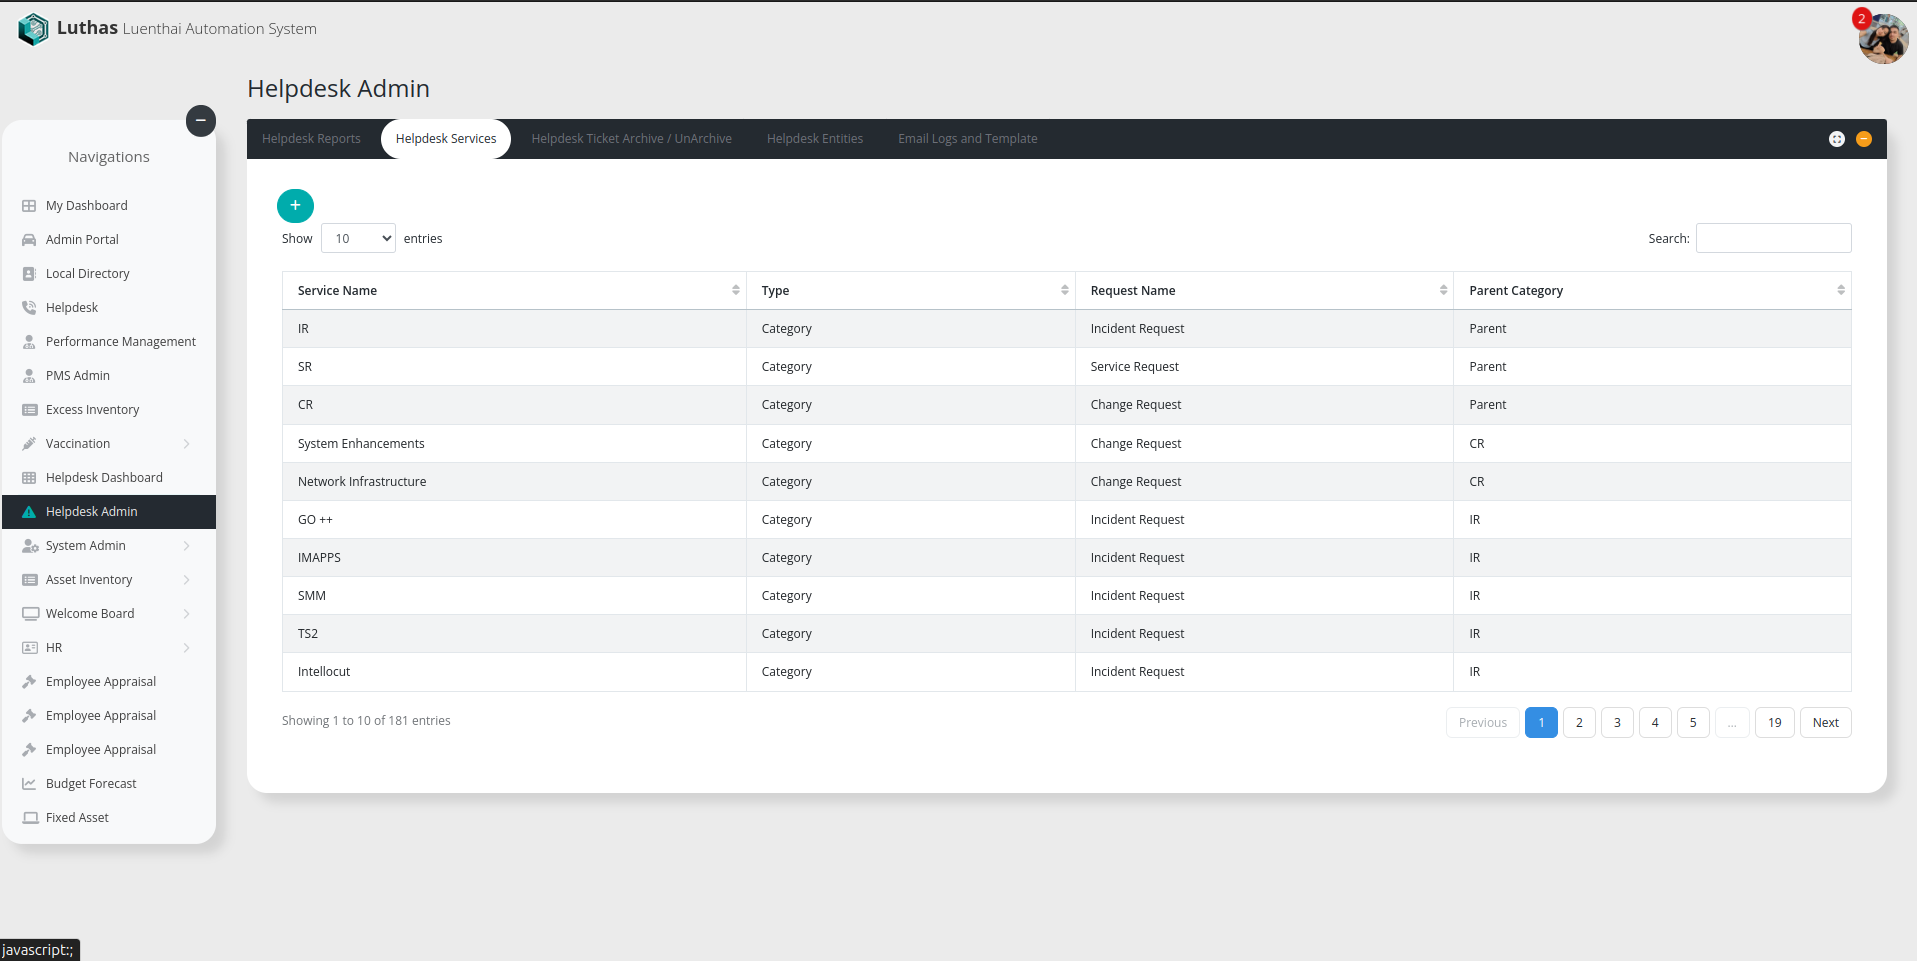 Luthas Luenthai Automation System
2
Helpdesk Admin
Navigations
My Dashboard
Admin Portal
Local Directory
Helpdesk
Performance Management
PMS Admin
Excess Inventory
Vaccination
Helpdesk Dashboard
Helpdesk Admin
System Admin
Asset Inventory
Welcome Board
HR
Employee Appraisal
Employee Appraisal
Employee Appraisal
Budget Forecast
Fixed Asset
Helpdesk Reports Helpdesk Services Helpdesk Ticket Archive / UnArchive Helpdesk Entities Email Logs and Template
+
Show 10 entries Search:
Service Name Type Request Name Parent Category
IR Category Incident Request Parent
SR Category Service Request Parent
CR Category Change Request Parent
System Enhancements Category Change Request CR
Network Infrastructure Category Change Request CR
GO ++ Category Incident Request IR
IMAPPS Category Incident Request IR
SMM Category Incident Request IR
TS2 Category Incident Request IR
Intellocut Category Incident Request IR
Showing 1 to 10 of 181 entries Previous 1 2 3 4 5 ... 19 Next
javascript:;